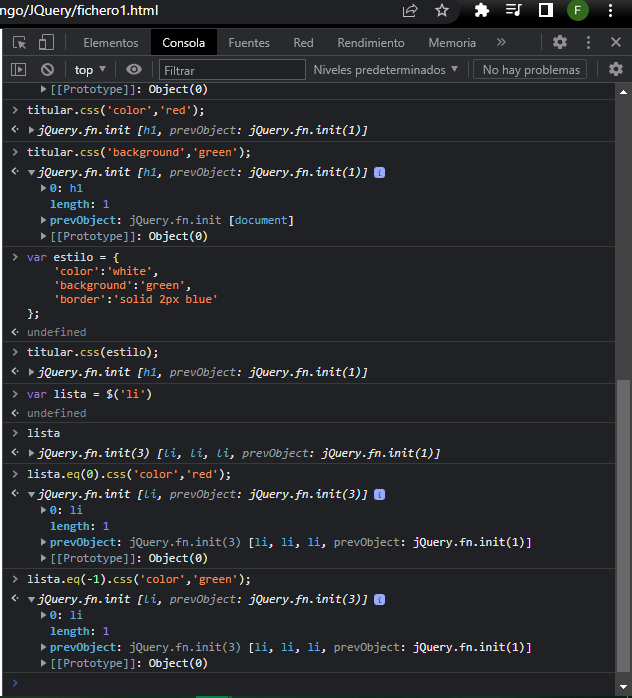 ngo/JQuery/fichero1.html
F
Elementos Consola Fuentes Red Rendimiento Memoria »
top Filtrar Niveles predeterminados No hay problemas
[[Prototype]]: Object(0)
titular.css('color','red');
jQuery.fn.init [h1, prevObject: jQuery.fn.init(1)]
titular.css('background','green');
jQuery.fn.init [h1, prevObject: jQuery.fn.init(1)] i
0: h1
length: 1
prevObject: jQuery.fn.init [document]
[[Prototype]]: Object(0)
var estilo = {
'color':'white',
'background':'green',
'border':'solid 2px blue'
};
undefined
titular.css(estilo);
jQuery.fn.init [h1, prevObject: jQuery.fn.init(1)]
var lista = $('li')
undefined
lista
jQuery.fn.init(3) [li, li, li, prevObject: jQuery.fn.init(1)]
lista.eq(0).css('color','red');
jQuery.fn.init [li, prevObject: jQuery.fn.init(3)] i
0: li
length: 1
prevObject: jQuery.fn.init(3) [li, li, li, prevObject: jQuery.fn.init(1)]
[[Prototype]]: Object(0)
lista.eq(-1).css('color','green');
jQuery.fn.init [li, prevObject: jQuery.fn.init(3)] i
0: li
length: 1
prevObject: jQuery.fn.init(3) [li, li, li, prevObject: jQuery.fn.init(1)]
[[Prototype]]: Object(0)